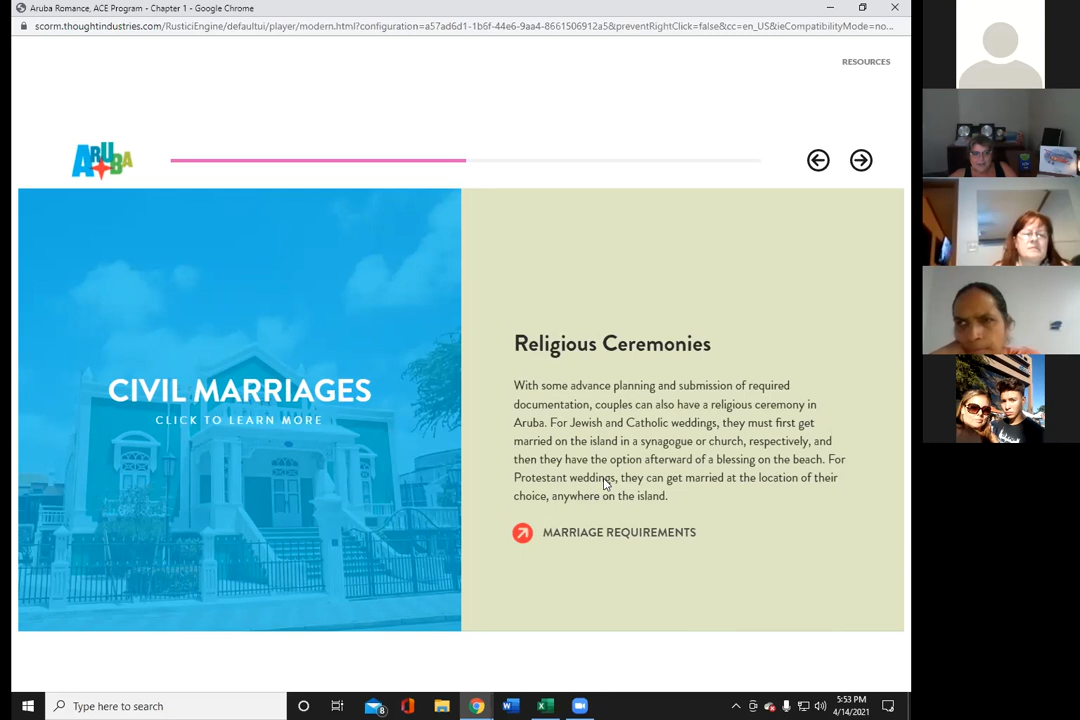 Aruba Romance, ACE Program - Chapter 1 - Google Chrome
scorm.thoughtindustries.com/RusticiEngine/defaultui/player/modern.html?configuration=a57ad6d1-1b6f-44e6-9aa4-8661506912a5&preventRightClick=false&cc=en_US&ieCompatibilityMode=no...
RESOURCES
ARUBA
CIVIL MARRIAGES
CLICK TO LEARN MORE
Religious Ceremonies
With some advance planning and submission of required
documentation, couples can also have a religious ceremony in
Aruba. For Jewish and Catholic weddings, they must first get
married on the island in a synagogue or church, respectively, and
then they have the option afterward of a blessing on the beach. For
Protestant weddings, they can get married at the location of their
choice, anywhere on the island.
MARRIAGE REQUIREMENTS
Type here to search
8
5:53 PM
4/14/2021